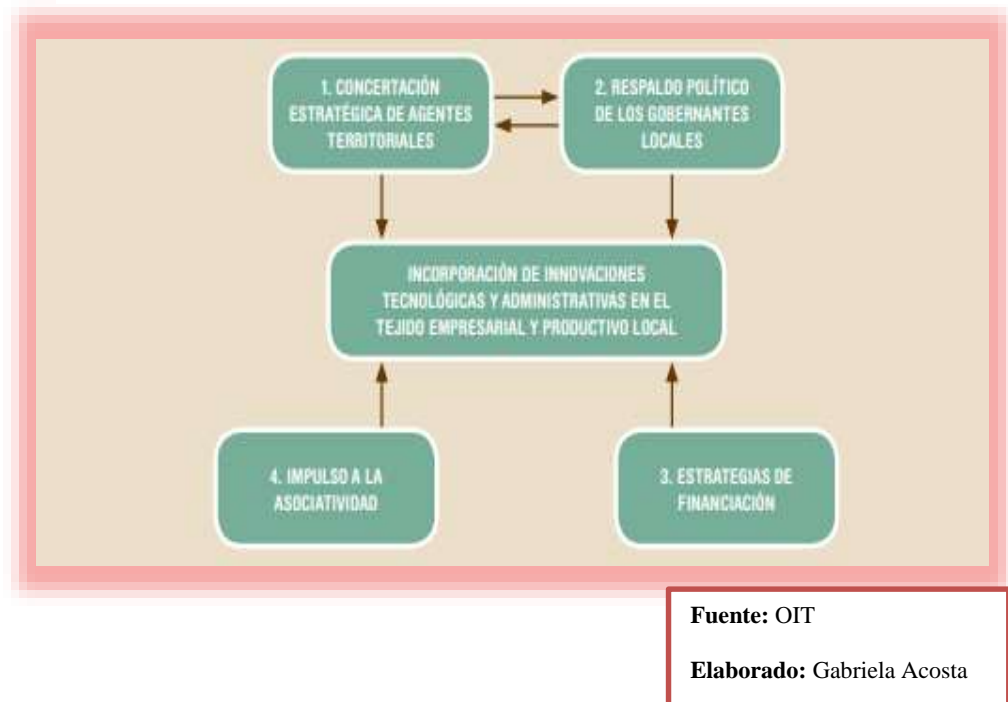 1. CONCERTACIÓN
ESTRATÉGICA DE AGENTES
TERRITORIALES
2. RESPALDO POLÍTICO
DE LOS GOBERNANTES
LOCALES
INCORPORACIÓN DE INNOVACIONES
TECNOLÓGICAS Y ADMINISTRATIVAS EN EL
TEJIDO EMPRESARIAL Y PRODUCTIVO LOCAL
4. IMPULSO A LA
ASOCIATIVIDAD
3. ESTRATEGIAS DE
FINANCIACIÓN
Fuente: OIT
Elaborado: Gabriela Acosta